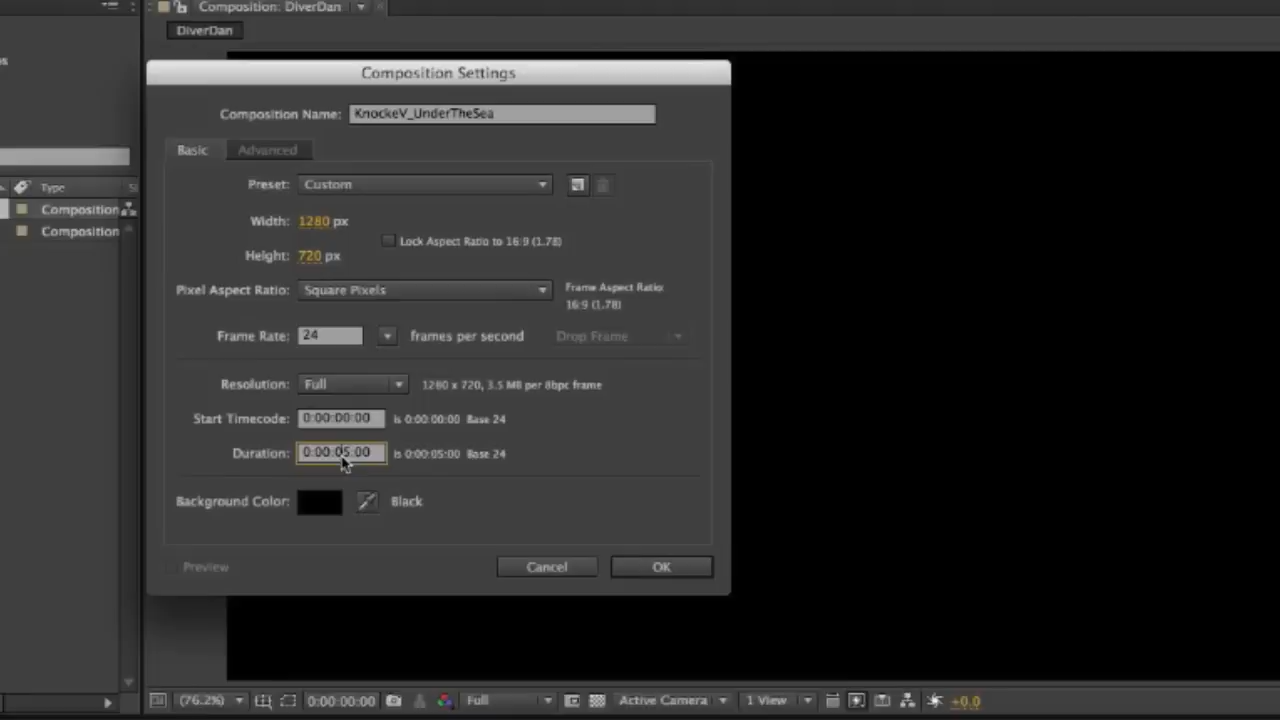 Composition: DiverDan
DiverDan
Composition Settings
Composition Name: KnockeV_UnderTheSea
Basic Advanced
Preset: Custom
Width: 1280 px
Lock Aspect Ratio to 16:9 (1.78)
Height: 720 px
Pixel Aspect Ratio: Square Pixels
Frame Aspect Ratio:
16:9 (1.78)
Frame Rate: 24 frames per second Drop Frame
Resolution: Full 1280 x 720, 3.5 MB per 8bpc frame
Start Timecode: 0:00:00:00 is 0:00:00:00 Base 24
Duration: 0:00:05:00 is 0:00:05:00 Base 24
Background Color: Black
Preview Cancel OK
Type
Composition
Composition
(76.2%) 0:00:00:00 Full Active Camera 1 View +0.0